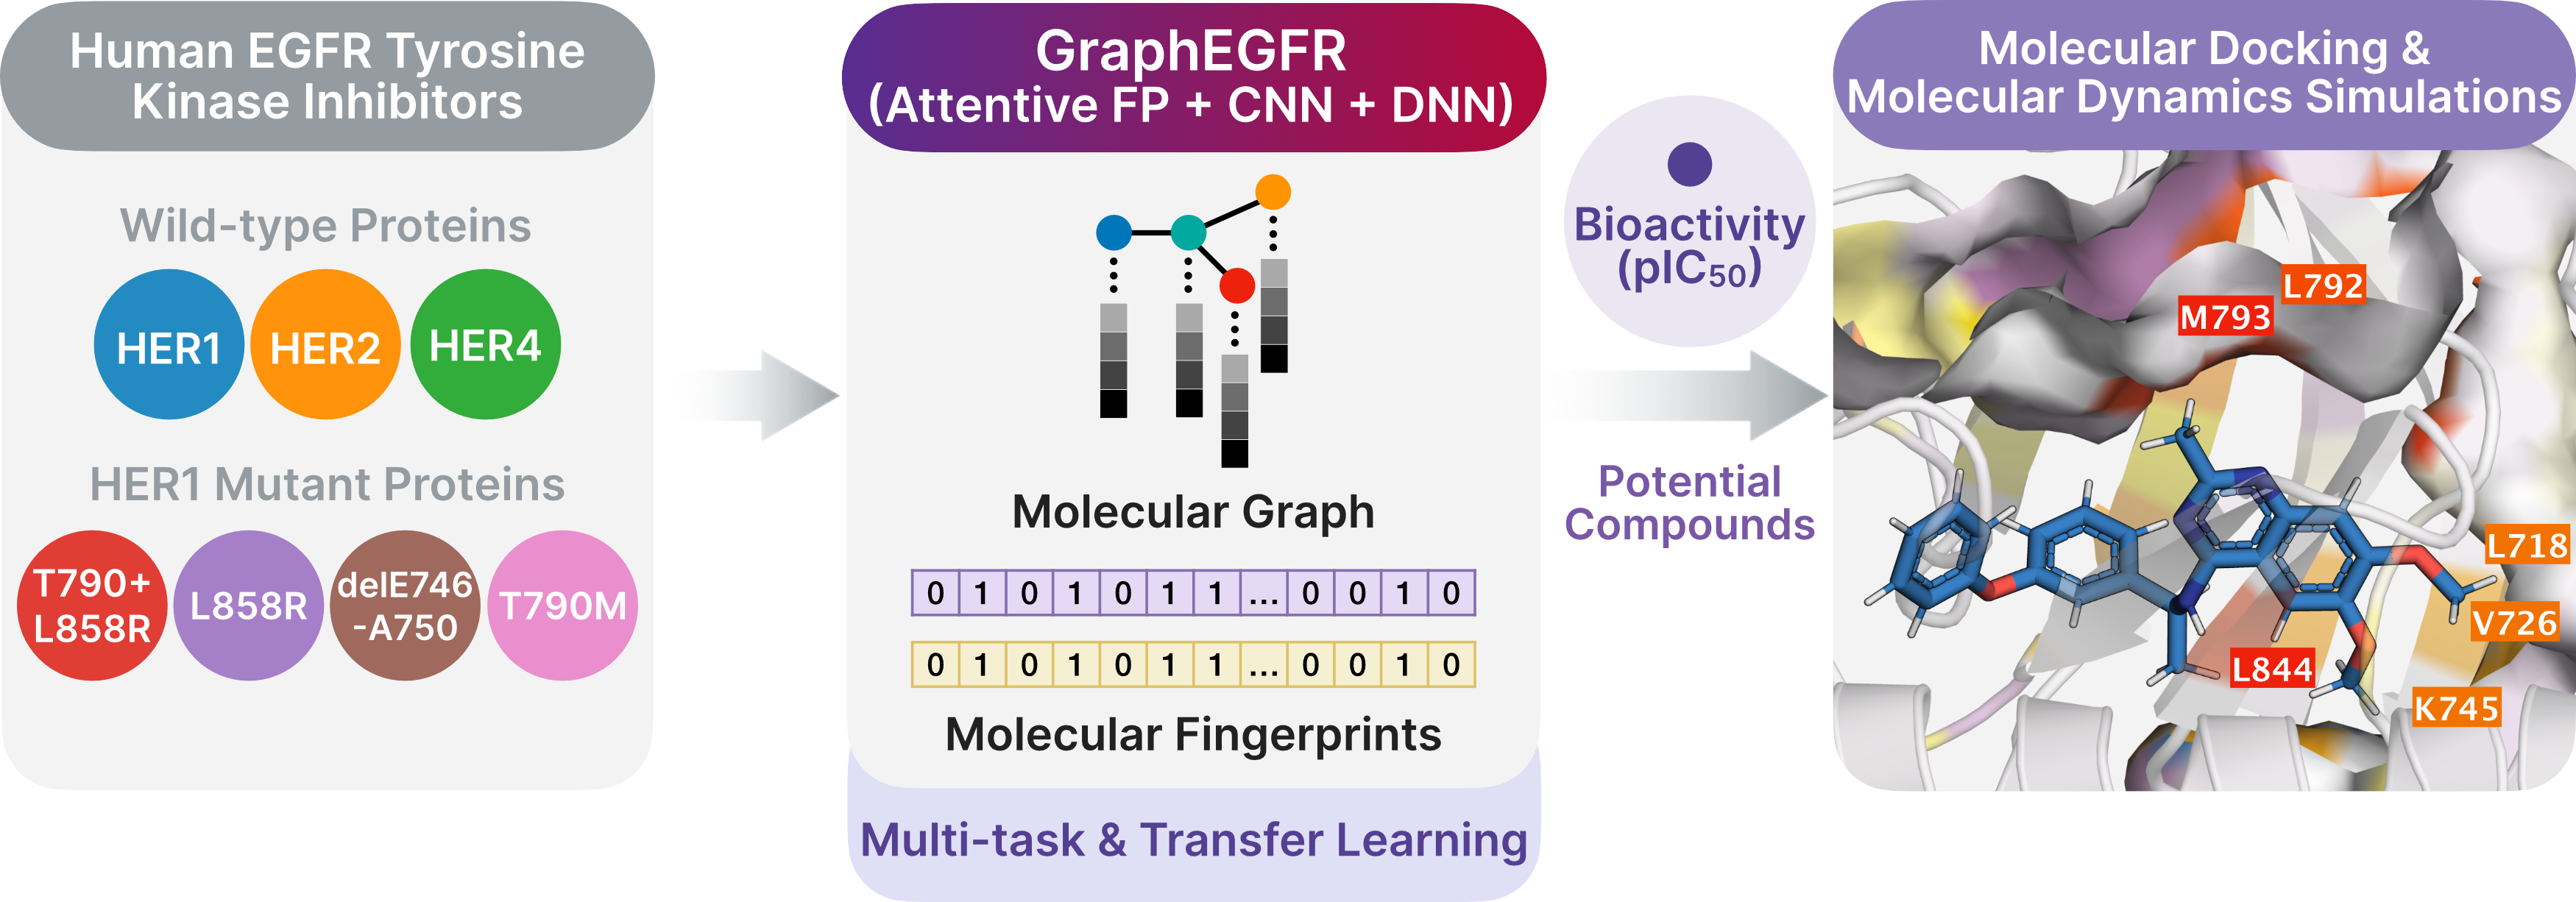 Human EGFR Tyrosine
Kinase Inhibitors
Wild-type Proteins
HER1
HER2
HER4
HER1 Mutant Proteins
T790+
L858R
L858R
delE746
-A750
T790M
GraphEGFR
(Attentive FP + CNN + DNN)
Molecular Graph
0 1 0 1 0 1 1 ... 0 0 1 0
0 1 0 1 0 1 1 ... 0 0 1 0
Molecular Fingerprints
Multi-task & Transfer Learning
Bioactivity
(pIC₅₀)
Potential
Compounds
Molecular Docking &
Molecular Dynamics Simulations
L792
M793
L718
V726
L844
K745